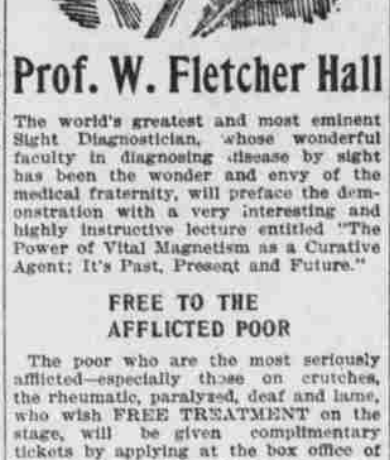 Prof. W. Fletcher Hall
The world's greatest and most eminent
Sight Diagnostician, whose wonderful
faculty in diagnosing disease by sight
has been the wonder and envy of the
medical fraternity, will preface the dem-
onstration with a very interesting and
highly instructive lecture entitled "The
Power of Vital Magnetism as a Curative
Agent; It's Past, Present and Future."
FREE TO THE
AFFLICTED POOR
The poor who are the most seriously
afflicted—especially those on crutches,
the rheumatic, paralyzed, deaf and lame,
who wish FREE TREATMENT on the
stage, will be given complimentary
tickets by applying at the box office of